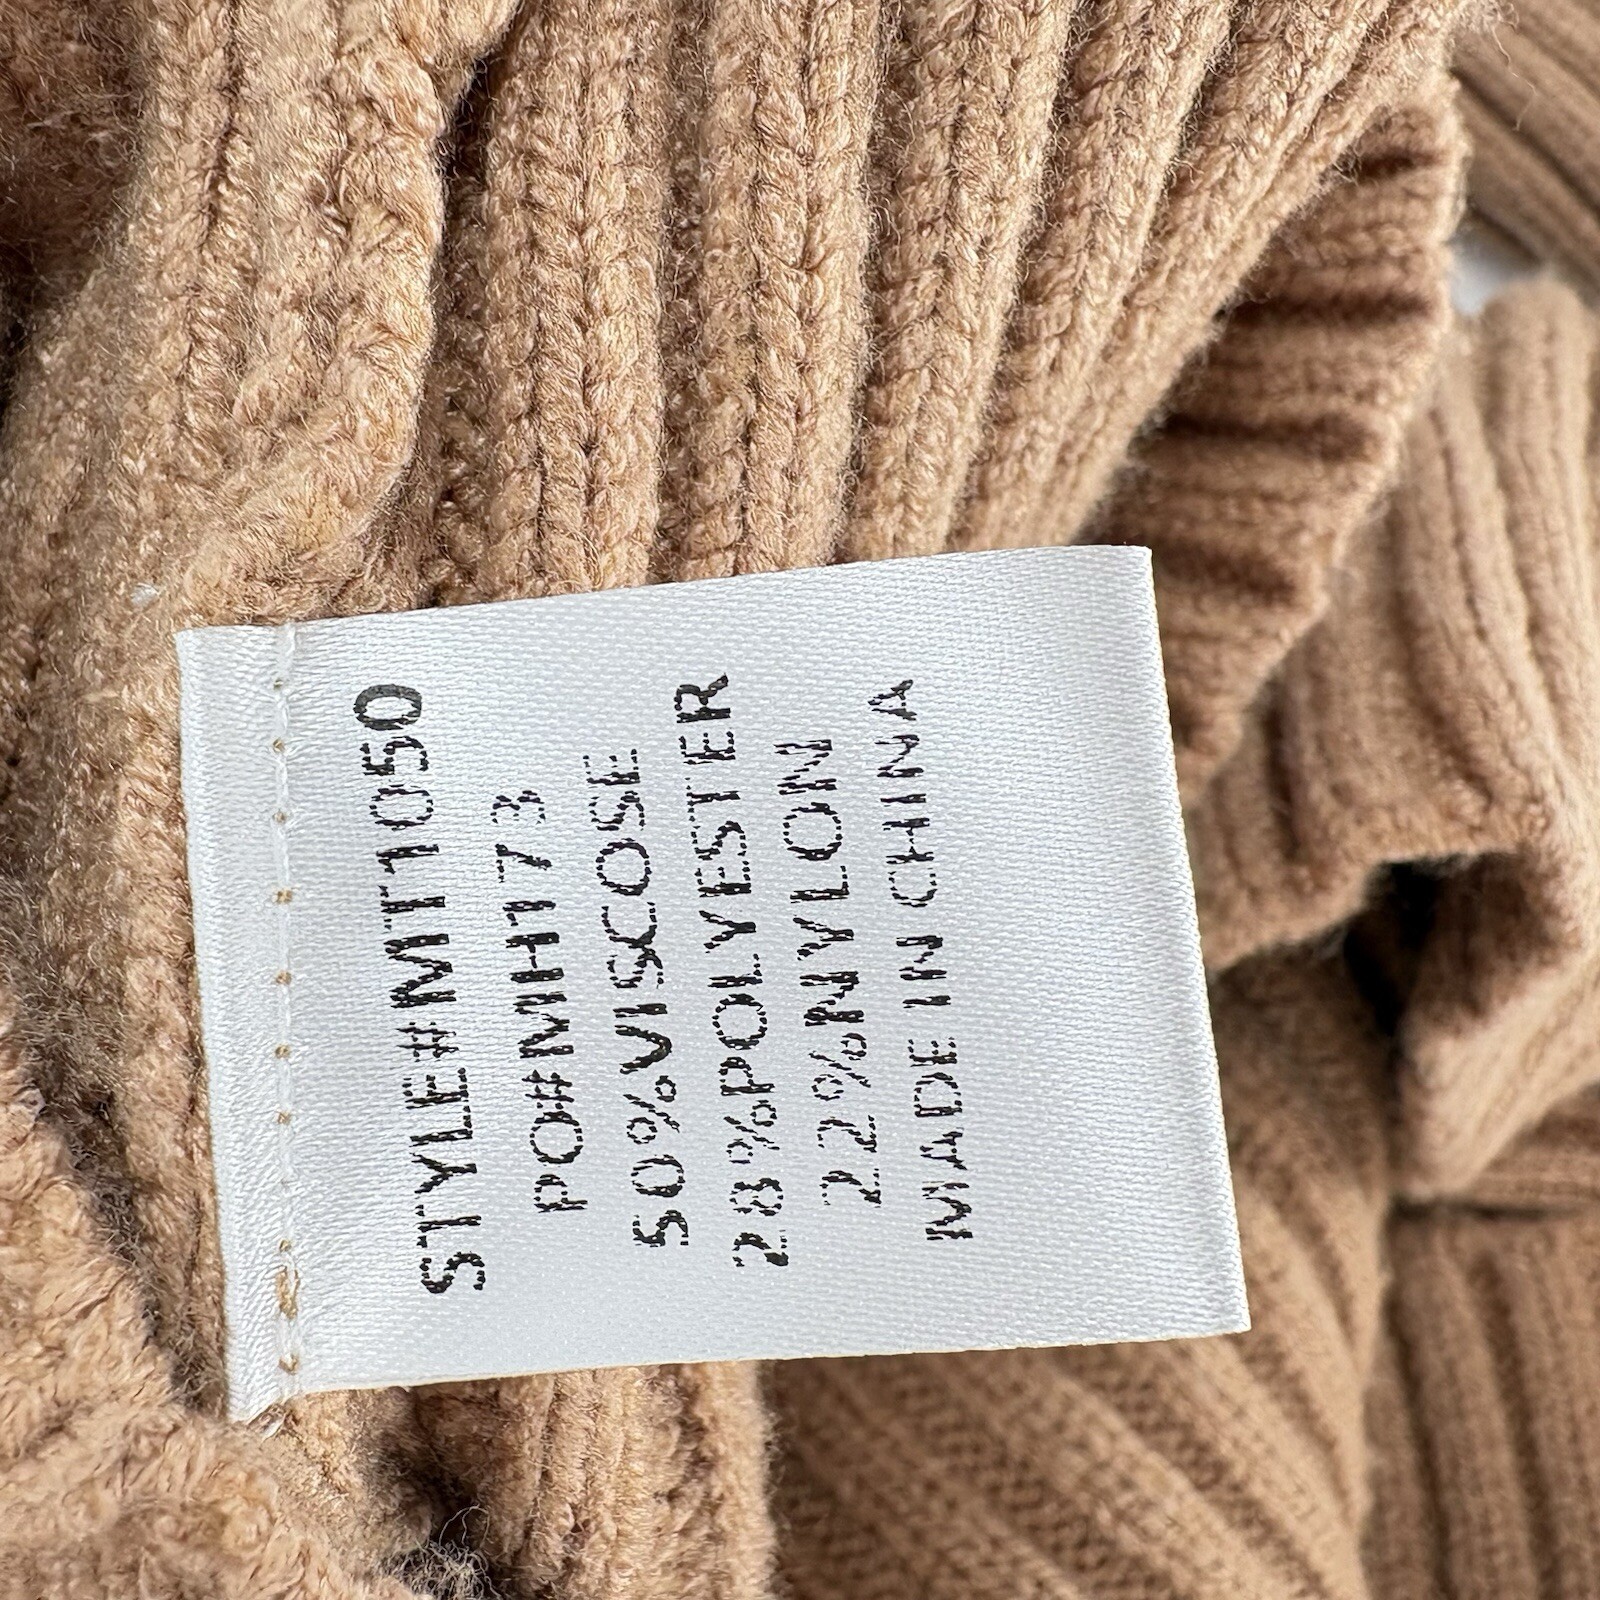 STYLE#MT1050
PO#MH173
50%VISCOSE
28%POLYESTER
22%NYLON
MADE IN CHINA